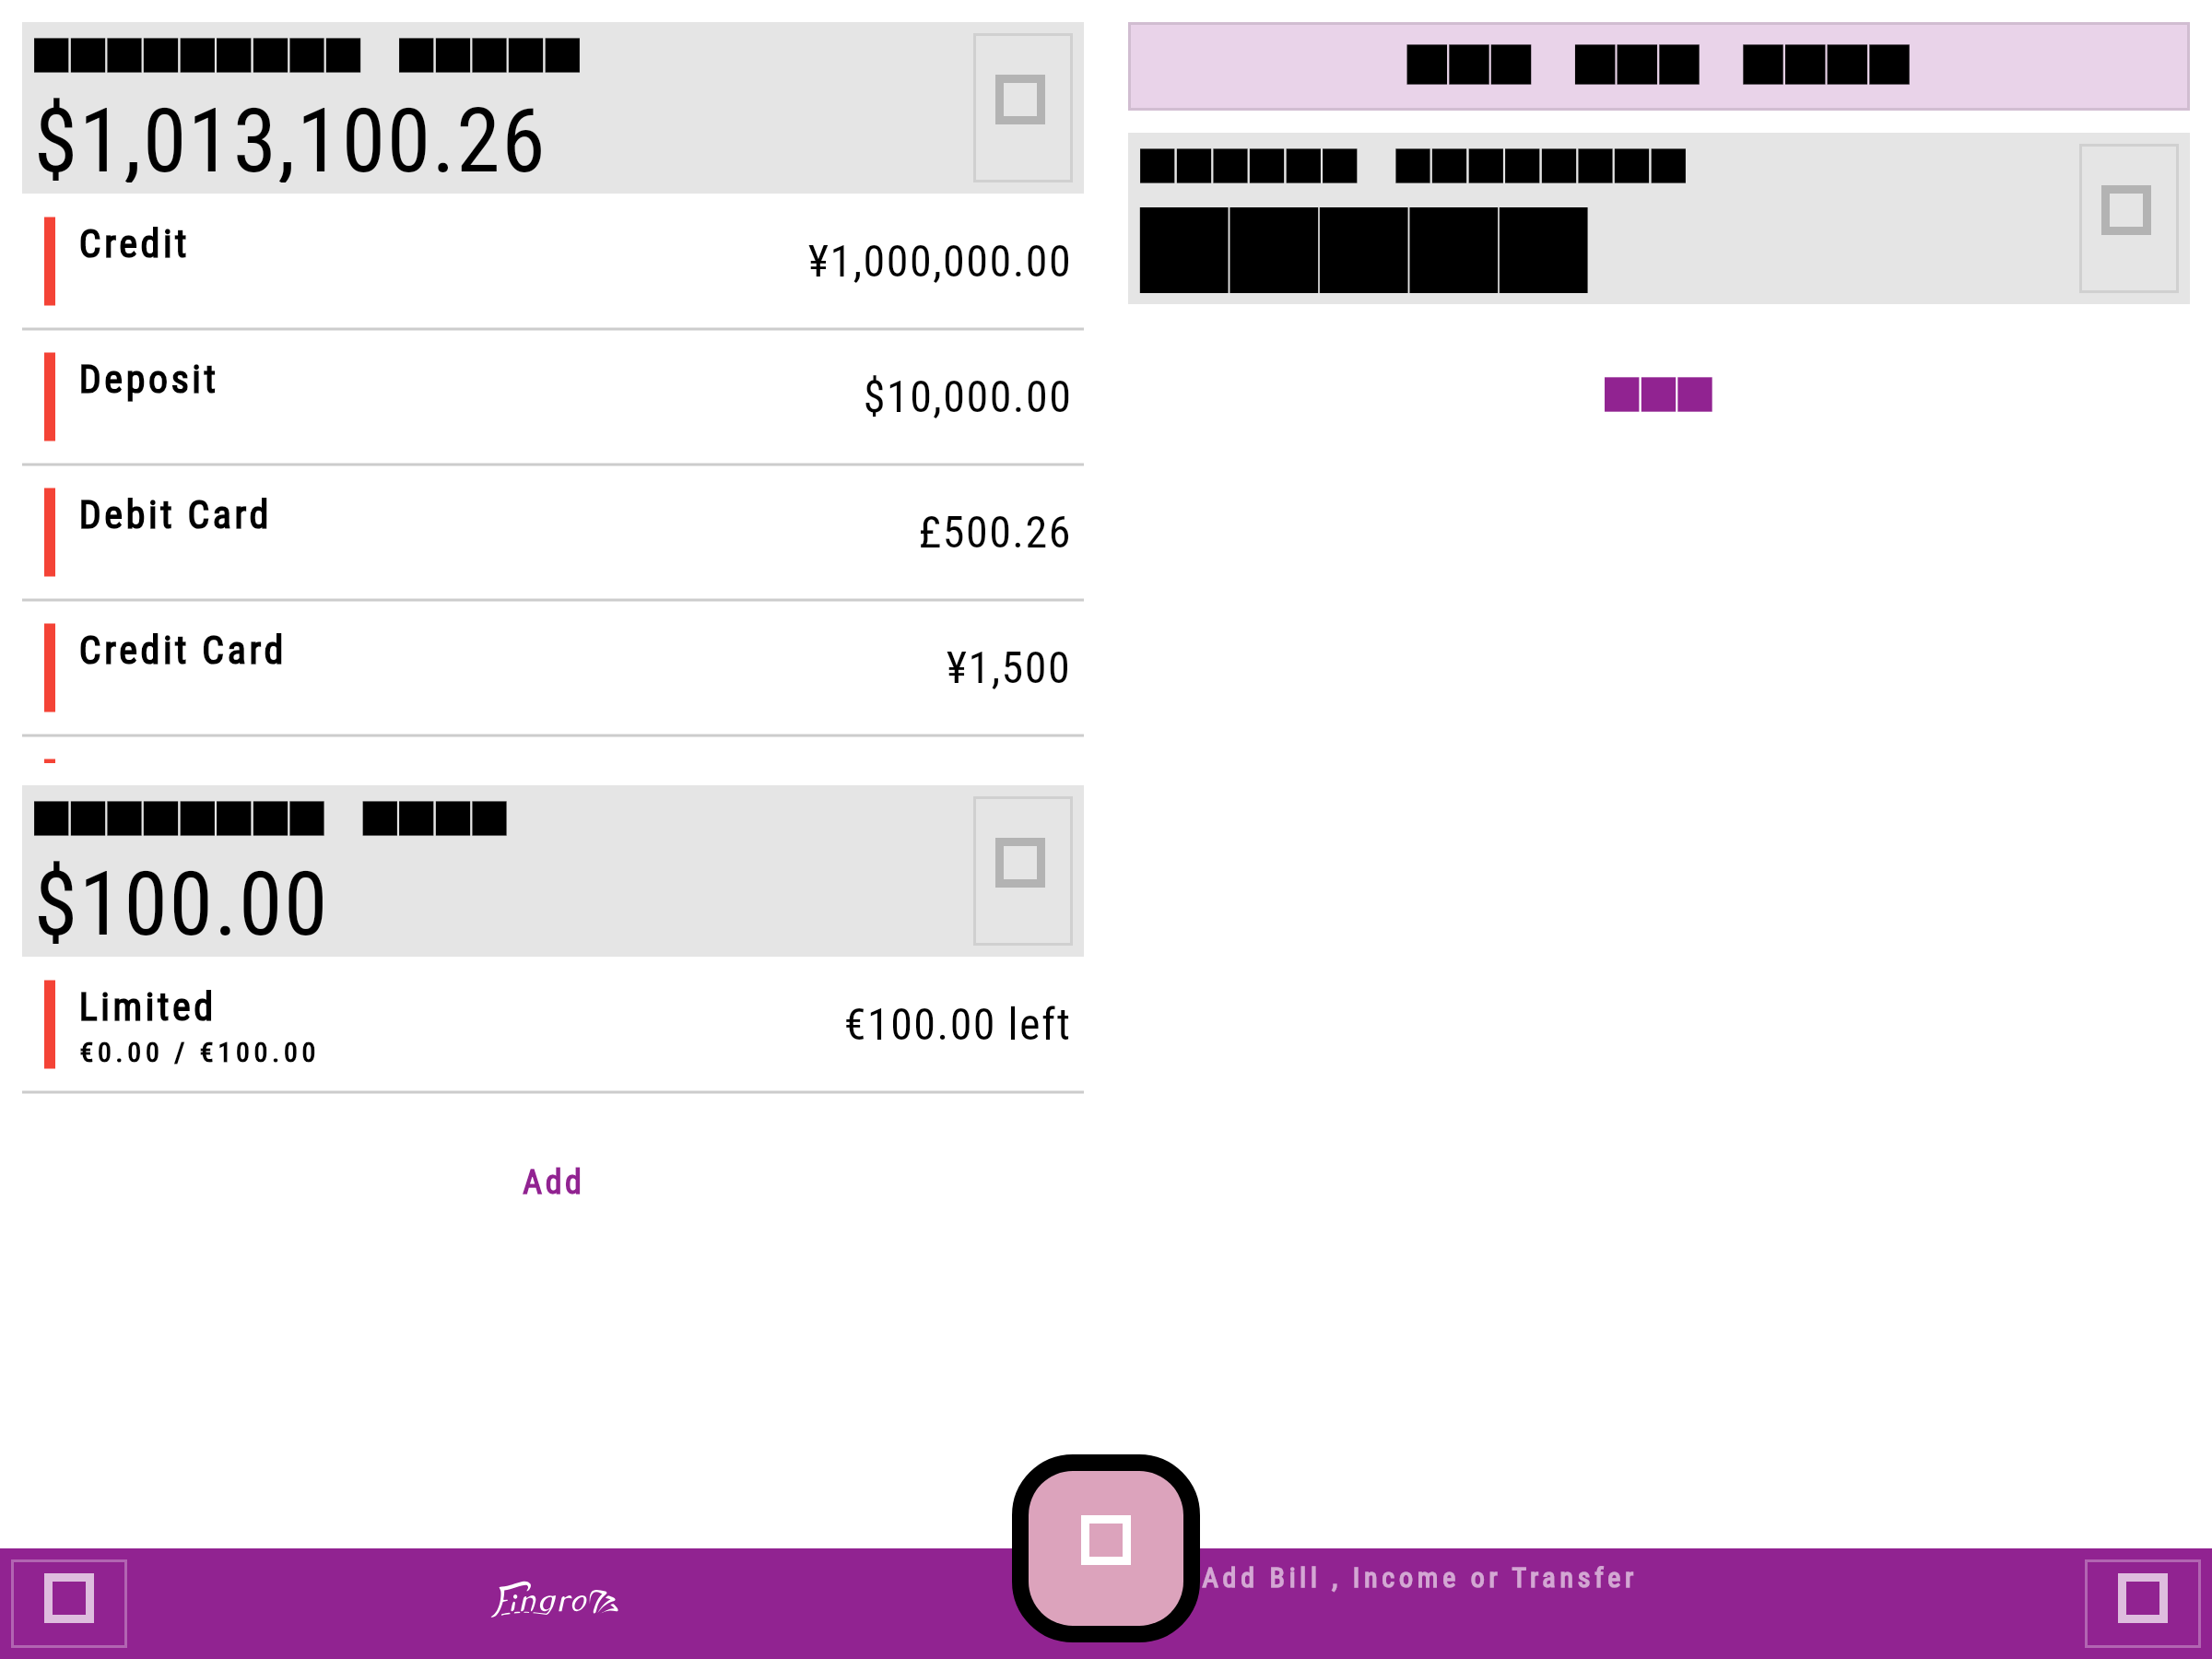 $1,013,100.26
Credit
¥1,000,000.00
Deposit
$10,000.00
Debit Card
£500.26
Credit Card
¥1,500
$100.00
Limited
€0.00 / €100.00
€100.00 left
Add
Add Bill , Income or Transfer